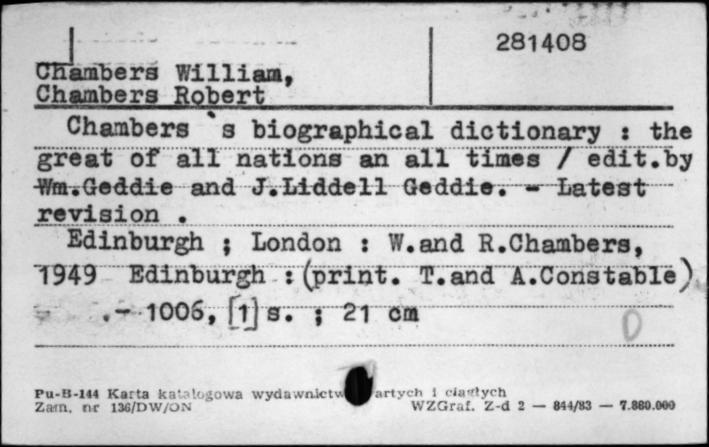 281408
Chambers William,
Chambers Robert
Chambers `s biographical dictionary : the
great of all nations an all times / edit.by
Wm.Geddie and J.Liddell Geddie. - Latest
revision .
Edinburgh ; London : W.and R.Chambers,
1949 Edinburgh : (print. T.and A.Constable)
.- 1006, [1] s. ; 21 cm
0
Pu-B-144 Karta katalogowa wydawnictw artych i ciągłych
Zam. nr 136/DW/ON WZGraf. Z-d 2 — 844/83 — 7.880.000